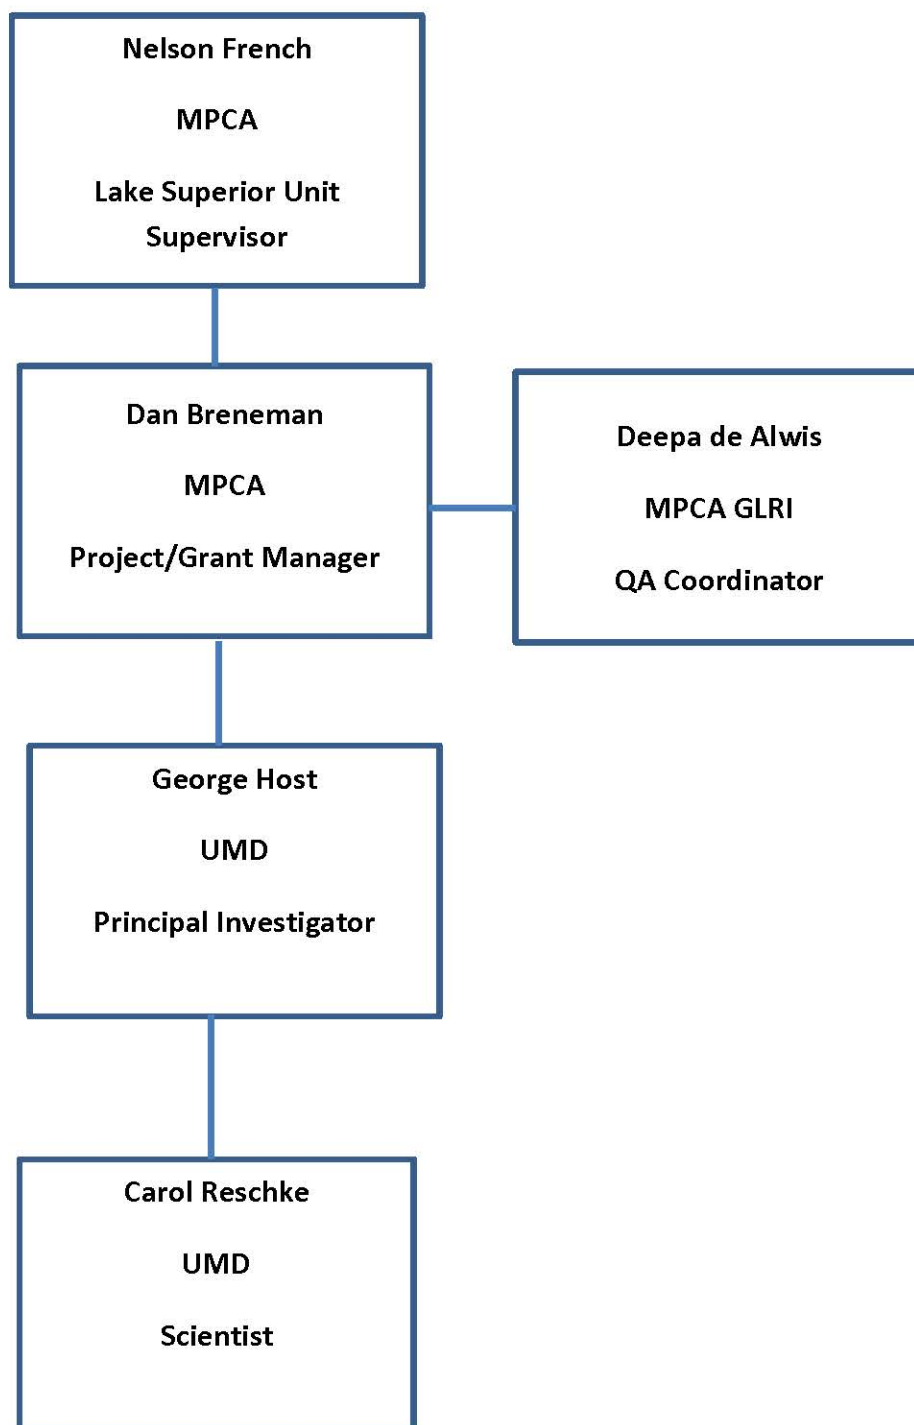 Nelson French
MPCA
Lake Superior Unit
Supervisor
Dan Breneman
MPCA
Project/Grant Manager
Deepa de Alwis
MPCA GLRI
QA Coordinator
George Host
UMD
Principal Investigator
Carol Reschke
UMD
Scientist